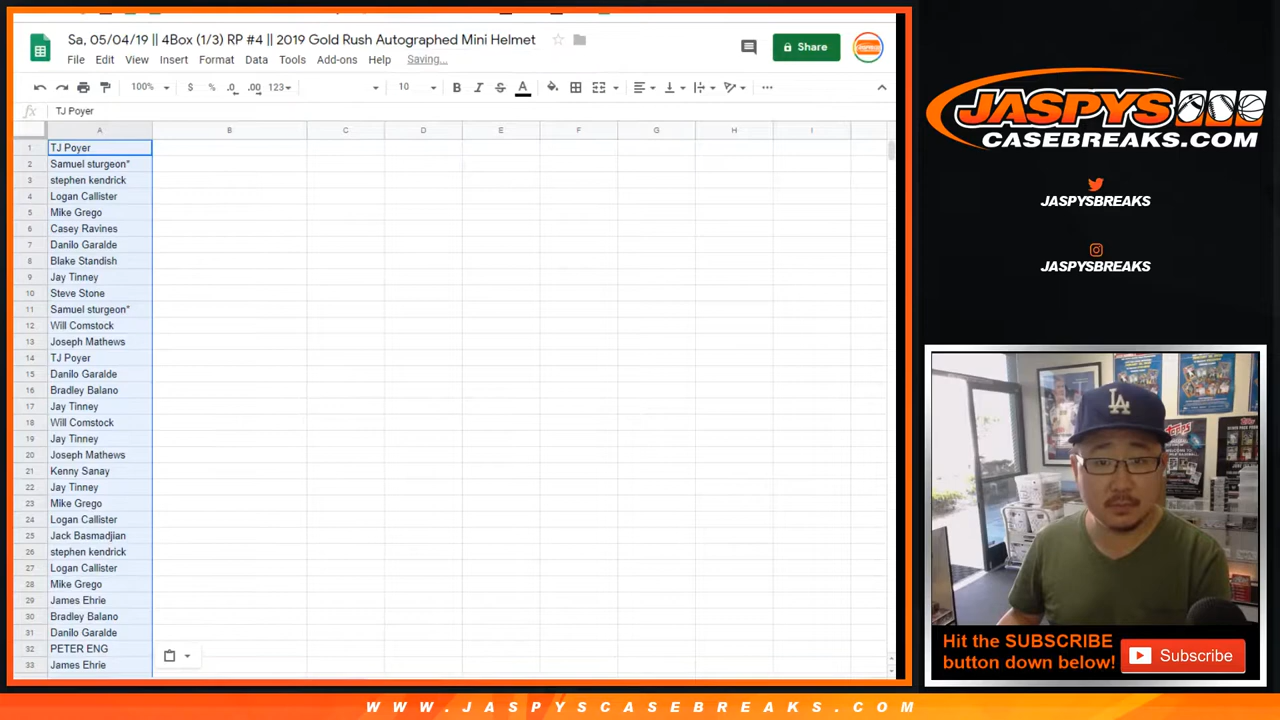 Sa, 05/04/19 || 4Box (1/3) RP #4 || 2019 Gold Rush Autographed Mini Helmet
File Edit View Insert Format Data Tools Add-ons Help Saving...
Share
100% $ % .0 .00 123 10 B I S A
fx TJ Poyer
A B C D E F G H I
1 TJ Poyer
2 Samuel sturgeon*
3 stephen kendrick
4 Logan Callister
5 Mike Grego
6 Casey Ravines
7 Danilo Garalde
8 Blake Standish
9 Jay Tinney
10 Steve Stone
11 Samuel sturgeon*
12 Will Comstock
13 Joseph Mathews
14 TJ Poyer
15 Danilo Garalde
16 Bradley Balano
17 Jay Tinney
18 Will Comstock
19 Jay Tinney
20 Joseph Mathews
21 Kenny Sanay
22 Jay Tinney
23 Mike Grego
24 Logan Callister
25 Jack Basmadjian
26 stephen kendrick
27 Logan Callister
28 Mike Grego
29 James Ehrie
30 Bradley Balano
31 Danilo Garalde
32 PETER ENG
33 James Ehrie
JASPYS
CASEBREAKS.COM
JASPYSBREAKS
JASPYSBREAKS
LA
TOPPS
Hit the SUBSCRIBE
button down below!
Subscribe
WWW.JASPYSCASEBREAKS.COM